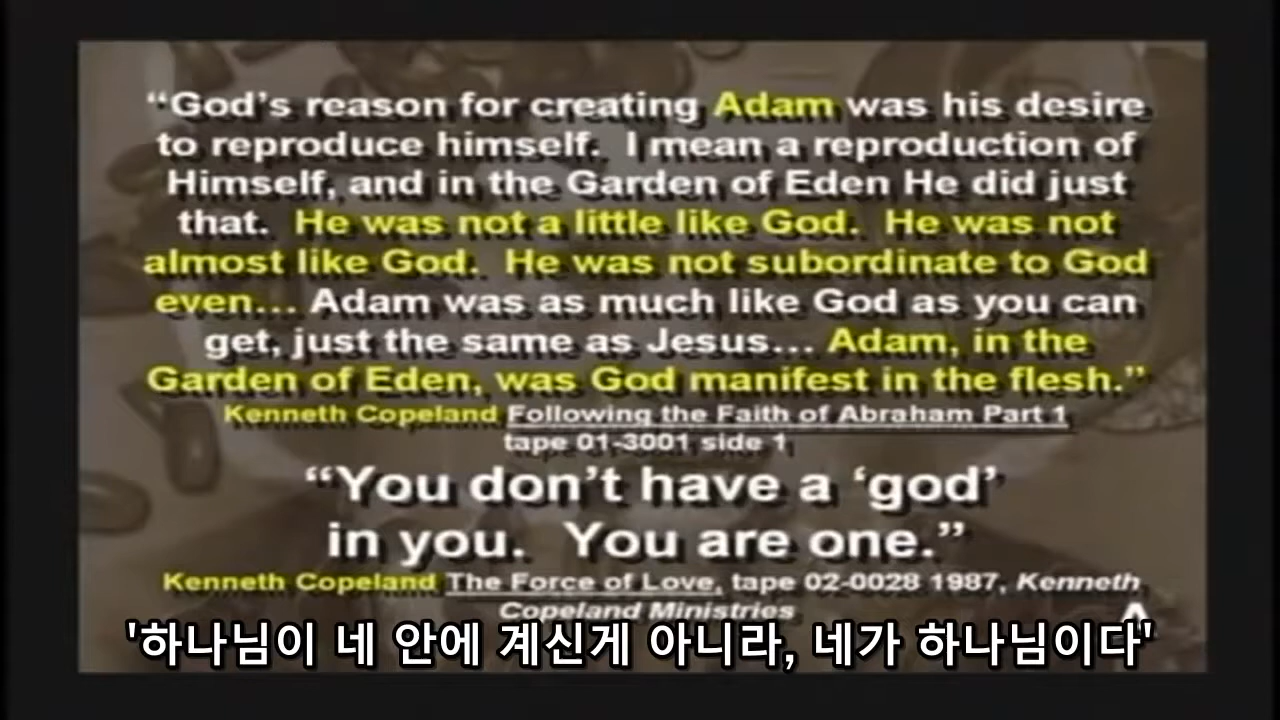 “God’s reason for creating Adam was his desire
to reproduce himself.  I mean a reproduction of
Himself, and in the Garden of Eden He did just
that.  He was not a little like God.  He was not
almost like God.  He was not subordinate to God
even… Adam was as much like God as you can
get, just the same as Jesus… Adam, in the
Garden of Eden, was God manifest in the flesh.”
Kenneth Copeland Following the Faith of Abraham Part 1
tape 01-3001 side 1
“You don’t have a ‘god’
in you.  You are one.”
Kenneth Copeland The Force of Love, tape 02-0028 1987, Kenneth
Copeland Ministries
'하나님이 네 안에 계신게 아니라, 네가 하나님이다'